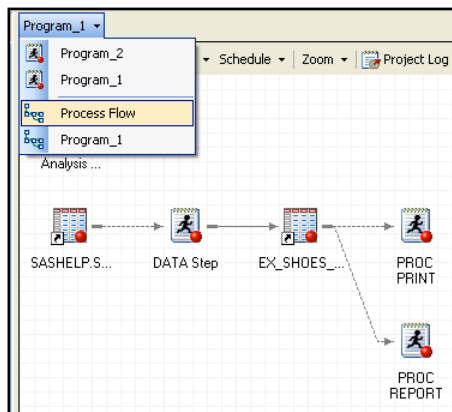 Program_1
Program_2
Program_1
Schedule Zoom Project Log
Process Flow
Program_1
Analysis ...
SASHELP.S... DATA Step EX_SHOES_... PROC
PRINT
PROC
REPORT